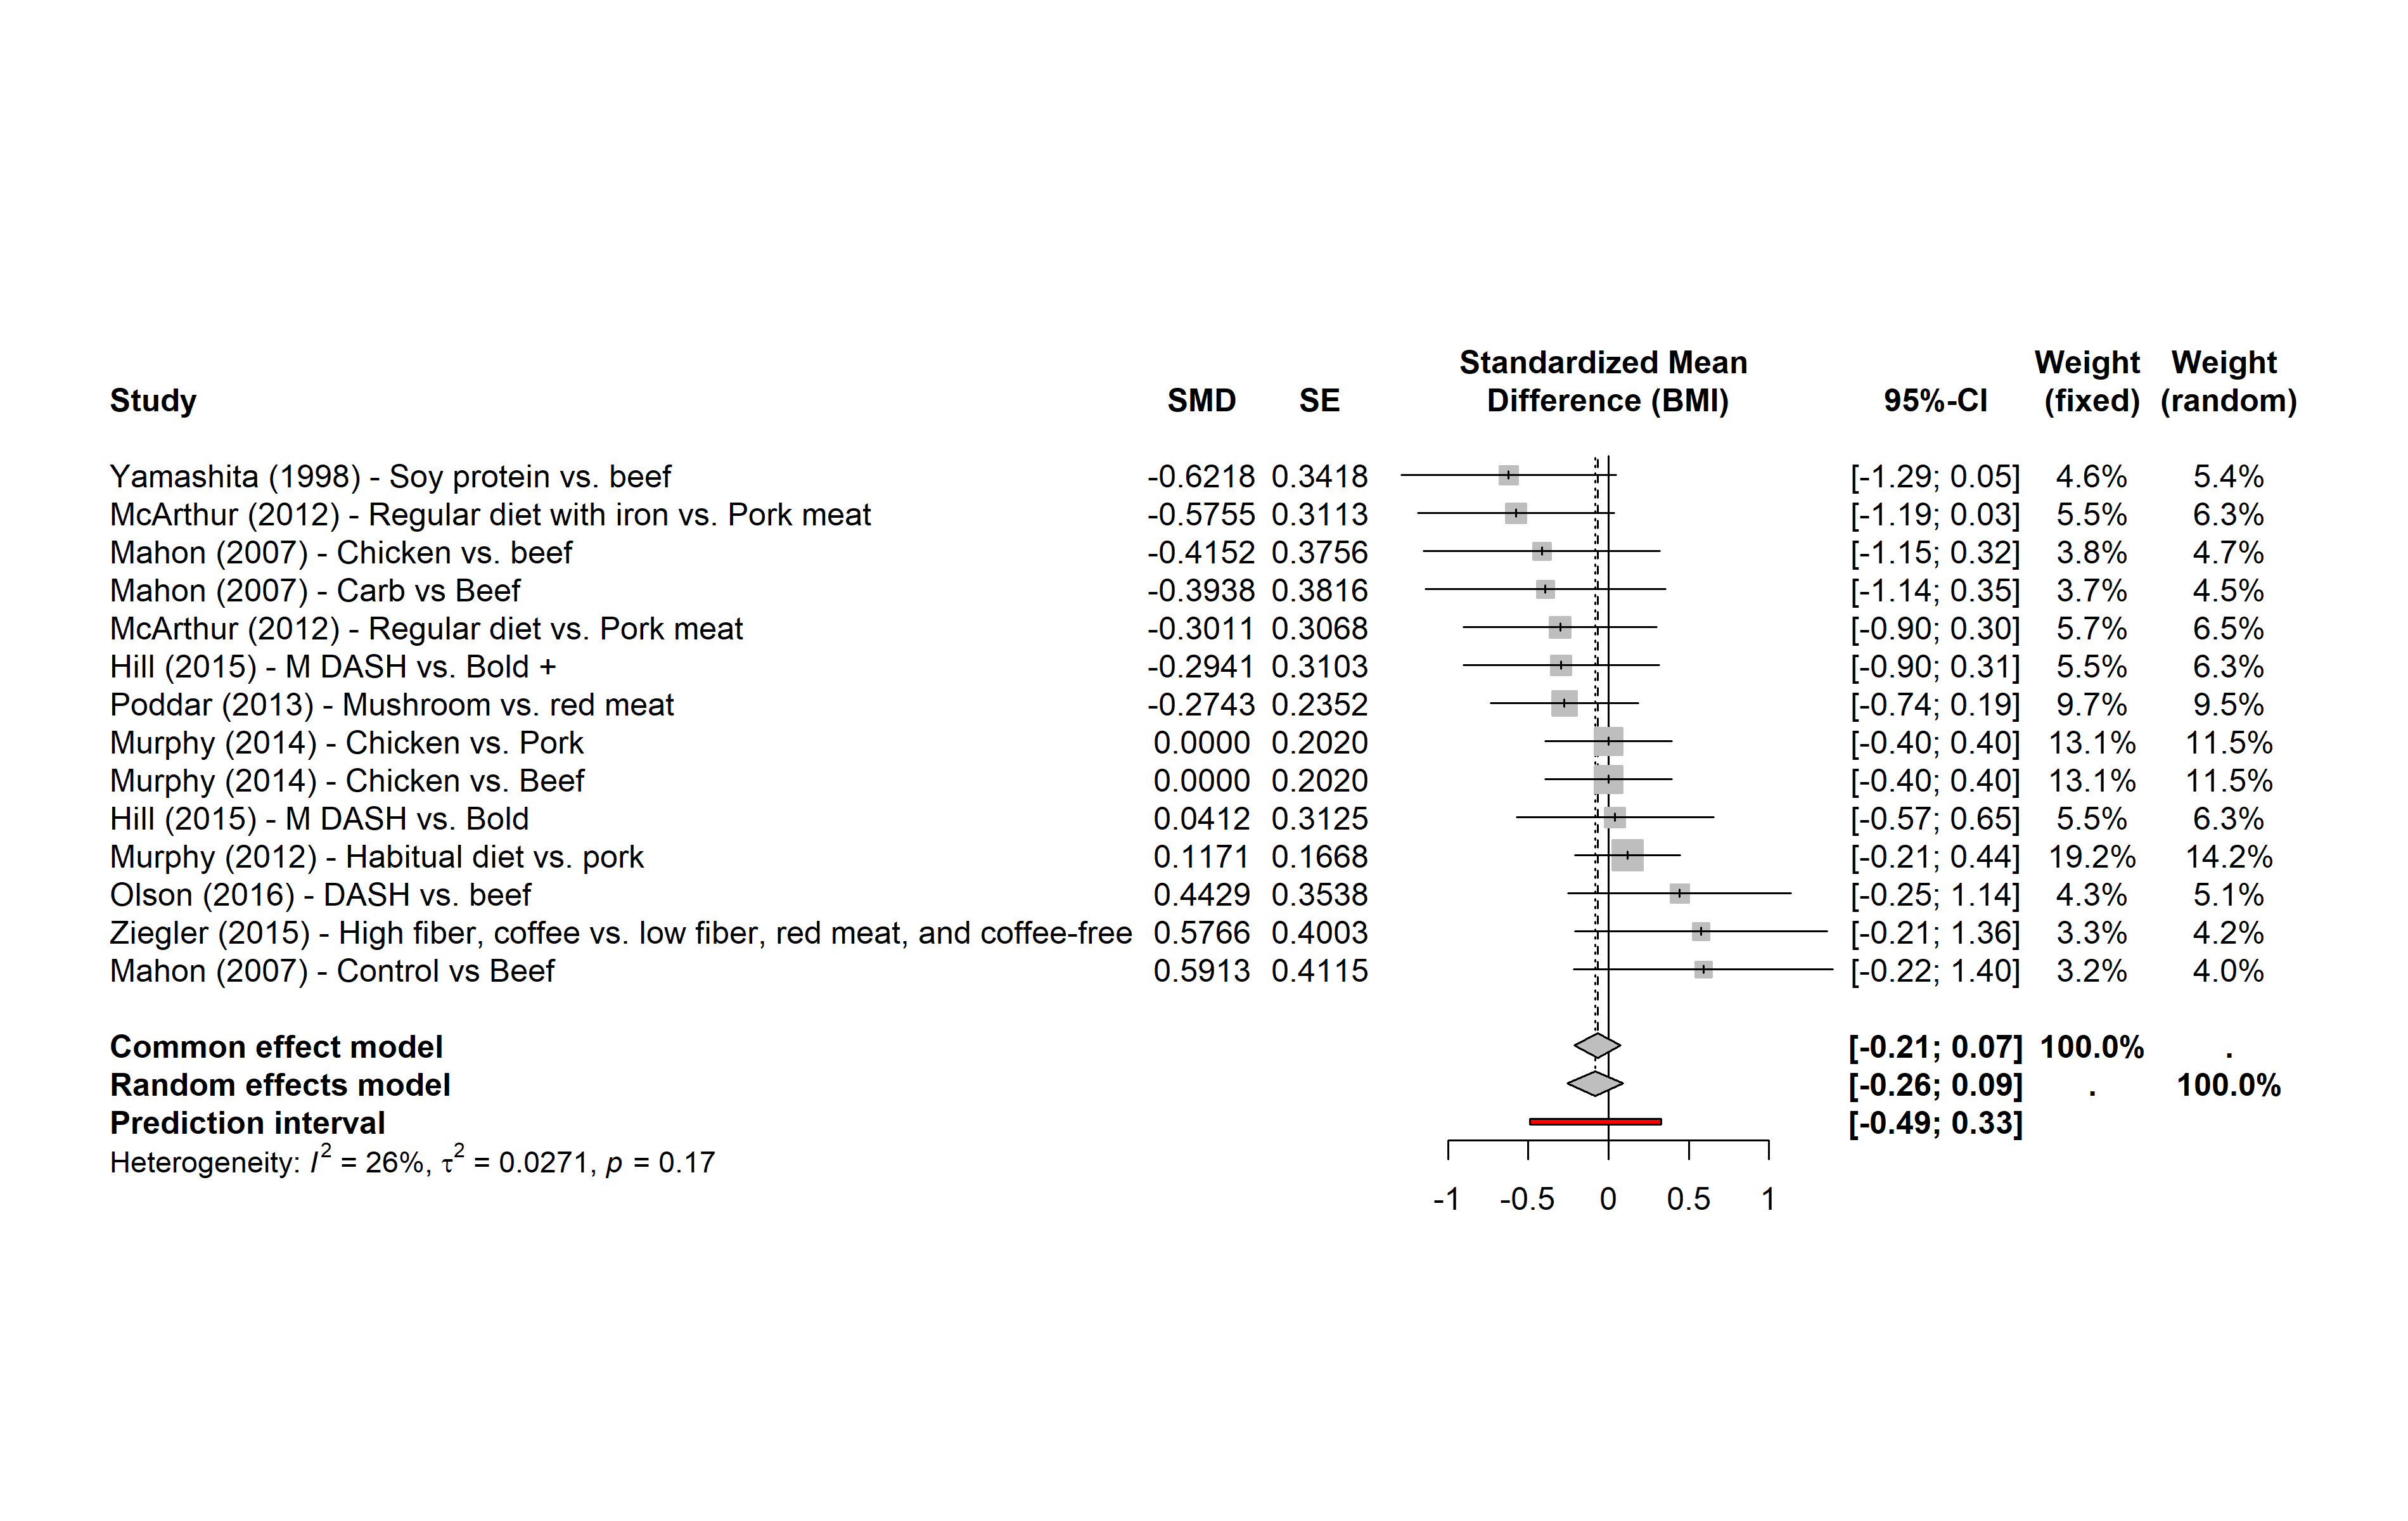 Standardized Mean Weight Weight
Study SMD SE Difference (BMI) 95%-CI (fixed) (random)
Yamashita (1998) - Soy protein vs. beef -0.6218 0.3418 [-1.29; 0.05] 4.6% 5.4%
McArthur (2012) - Regular diet with iron vs. Pork meat -0.5755 0.3113 [-1.19; 0.03] 5.5% 6.3%
Mahon (2007) - Chicken vs. beef -0.4152 0.3756 [-1.15; 0.32] 3.8% 4.7%
Mahon (2007) - Carb vs Beef -0.3938 0.3816 [-1.14; 0.35] 3.7% 4.5%
McArthur (2012) - Regular diet vs. Pork meat -0.3011 0.3068 [-0.90; 0.30] 5.7% 6.5%
Hill (2015) - M DASH vs. Bold + -0.2941 0.3103 [-0.90; 0.31] 5.5% 6.3%
Poddar (2013) - Mushroom vs. red meat -0.2743 0.2352 [-0.74; 0.19] 9.7% 9.5%
Murphy (2014) - Chicken vs. Pork 0.0000 0.2020 [-0.40; 0.40] 13.1% 11.5%
Murphy (2014) - Chicken vs. Beef 0.0000 0.2020 [-0.40; 0.40] 13.1% 11.5%
Hill (2015) - M DASH vs. Bold 0.0412 0.3125 [-0.57; 0.65] 5.5% 6.3%
Murphy (2012) - Habitual diet vs. pork 0.1171 0.1668 [-0.21; 0.44] 19.2% 14.2%
Olson (2016) - DASH vs. beef 0.4429 0.3538 [-0.25; 1.14] 4.3% 5.1%
Ziegler (2015) - High fiber, coffee vs. low fiber, red meat, and coffee-free 0.5766 0.4003 [-0.21; 1.36] 3.3% 4.2%
Mahon (2007) - Control vs Beef 0.5913 0.4115 [-0.22; 1.40] 3.2% 4.0%
Common effect model [-0.21; 0.07] 100.0% .
Random effects model [-0.26; 0.09] . 100.0%
Prediction interval [-0.49; 0.33]
Heterogeneity: I² = 26%, τ² = 0.0271, p = 0.17
-1 -0.5 0 0.5 1